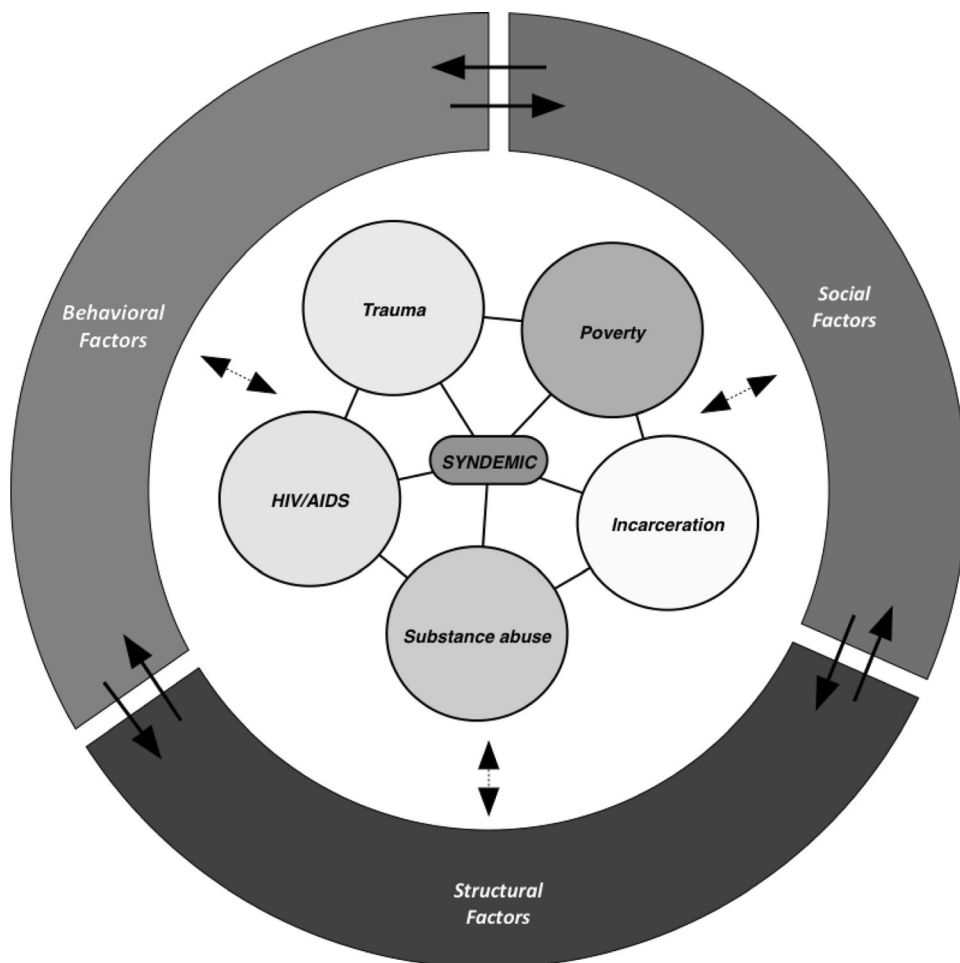 Behavioral
Factors
Social
Factors
Trauma
Poverty
SYNDEMIC
HIV/AIDS
Incarceration
Substance abuse
Structural
Factors